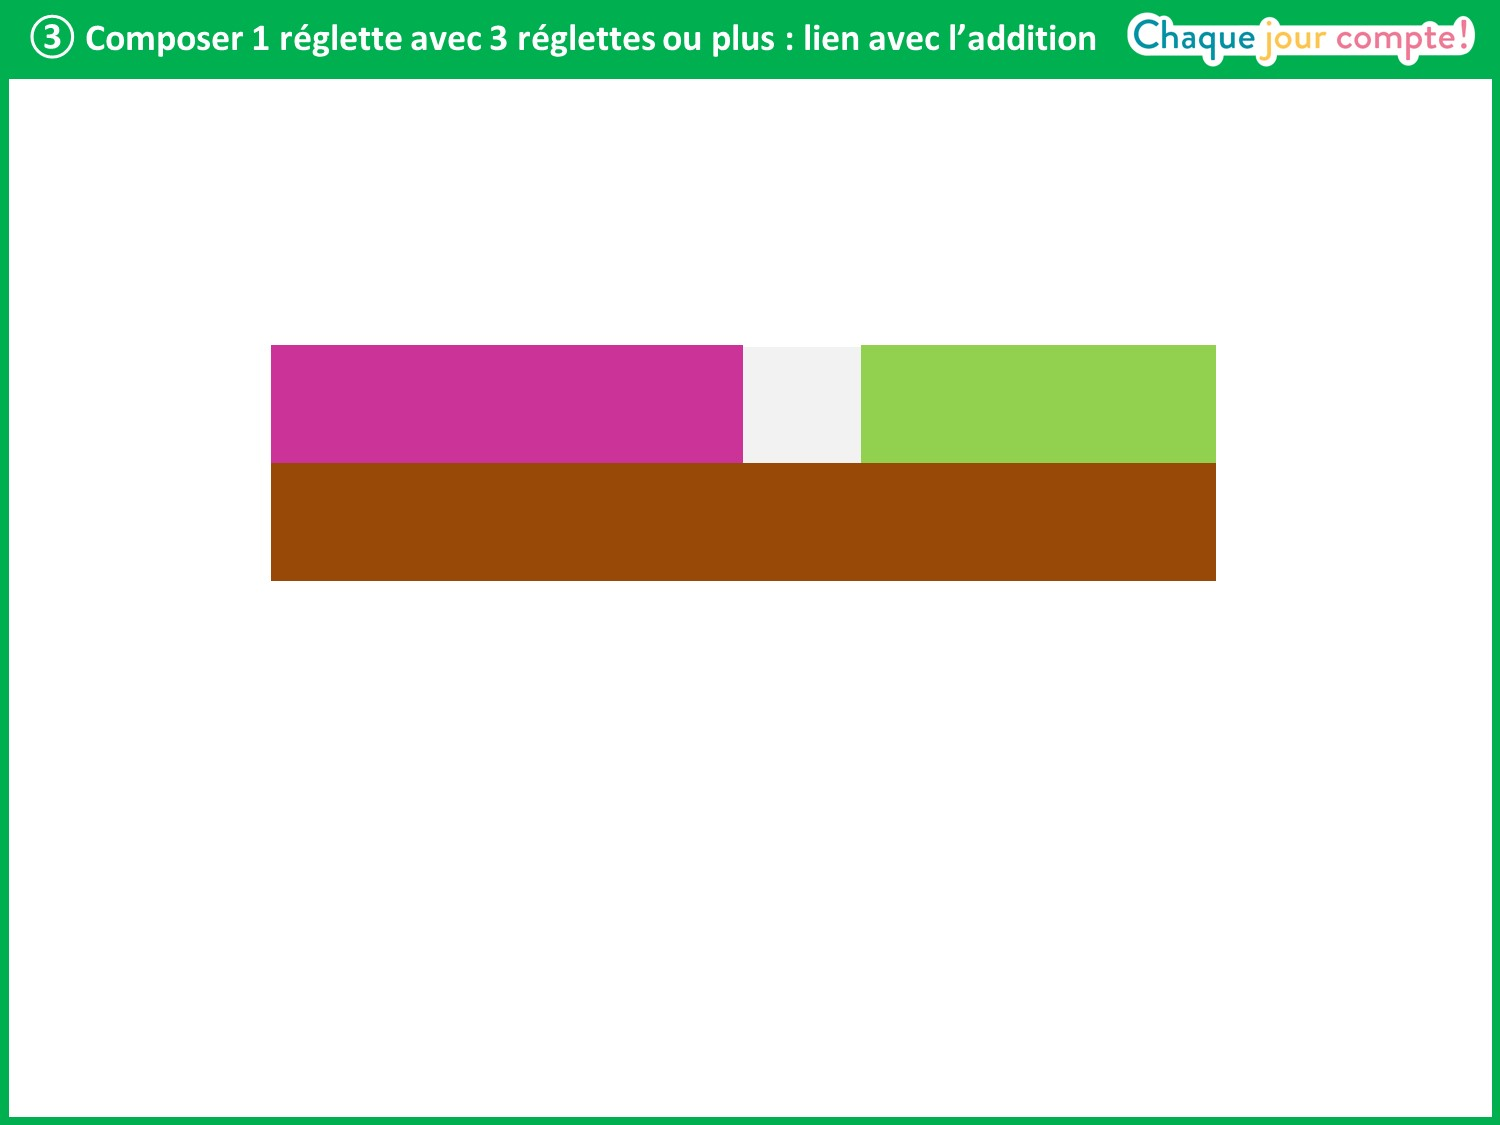 ③ Composer 1 réglette avec 3 réglettes ou plus : lien avec l’addition
Chaque jour compte!